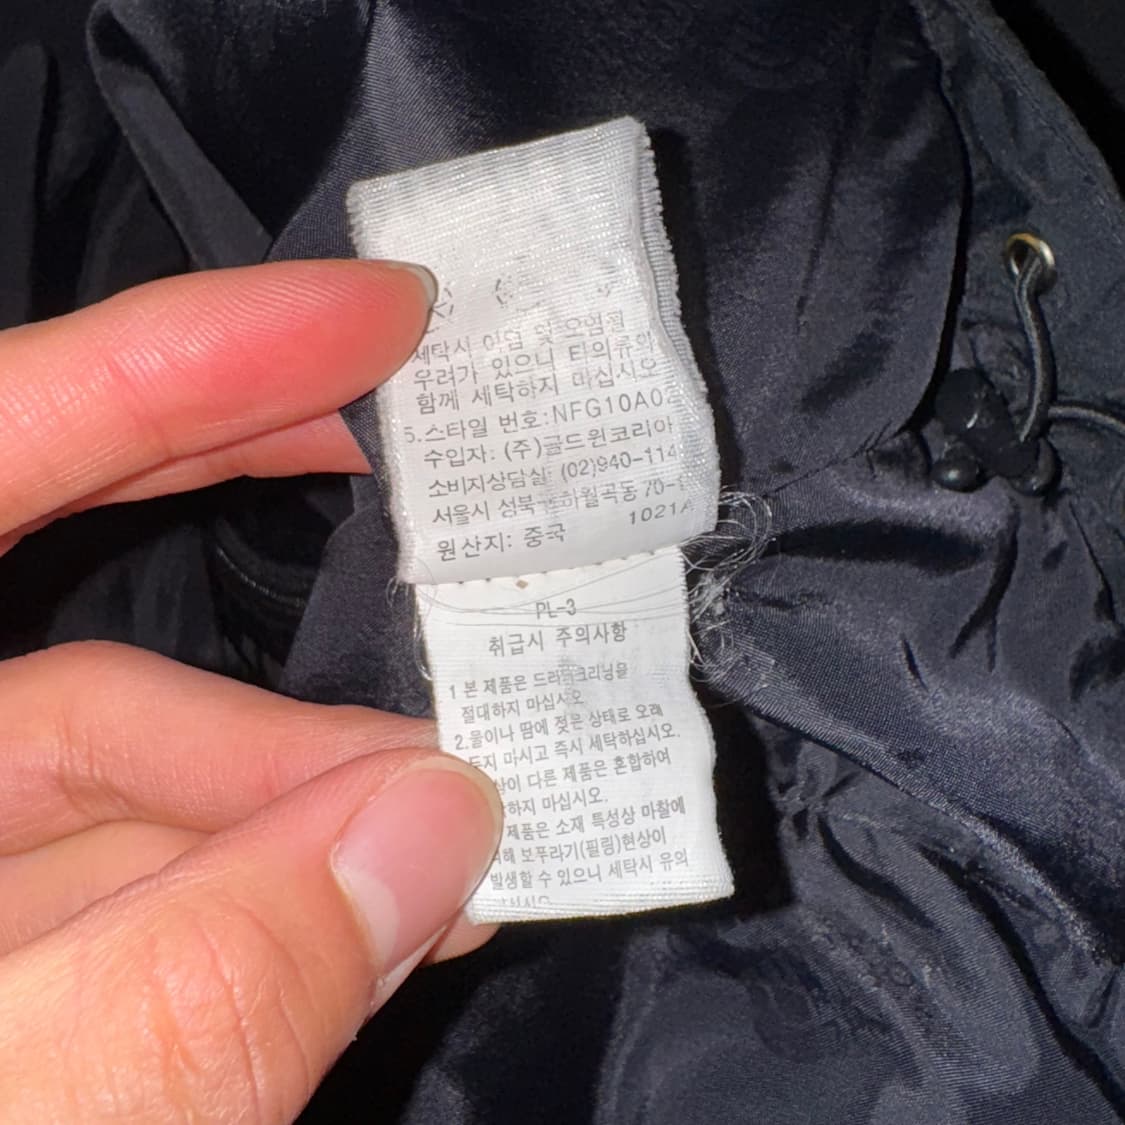 세탁시 이염 및 오염될
우려가 있으니 타의류와
함께 세탁하지 마십시오
5.스타일 번호:NFG10A0
수입자: (주)골드윈코리아
소비지상담실: (02)940-114
서울시 성북구 하월곡동 70-
1021A
원산지: 중국
PL-3
취급시 주의사항
1 본 제품은 드라이크리닝을
절대하지 마십시오
2.물이나 땀에 젖은 상태로 오래
두지 마시고 즉시 세탁하십시오.
다른 제품은 혼합하여
마십시오.
제품은 소재 특성상 마찰에
보푸라기(필링)현상이
발생할 수 있으니 세탁시 유의